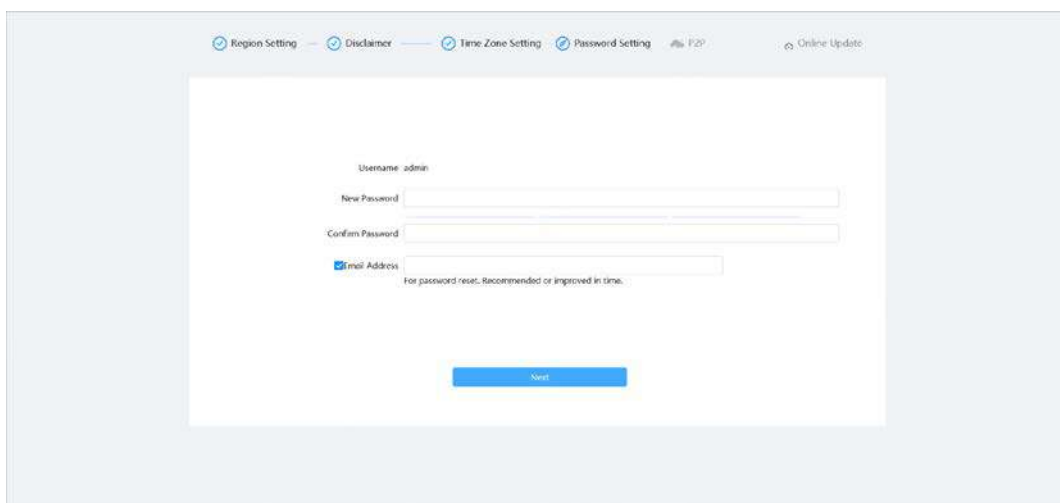 Region Setting Disclaimer Time Zone Setting Password Setting P2P Online Update
Username admin
New Password
Confirm Password
Email Address
For password reset. Recommended or improved in time.
Next